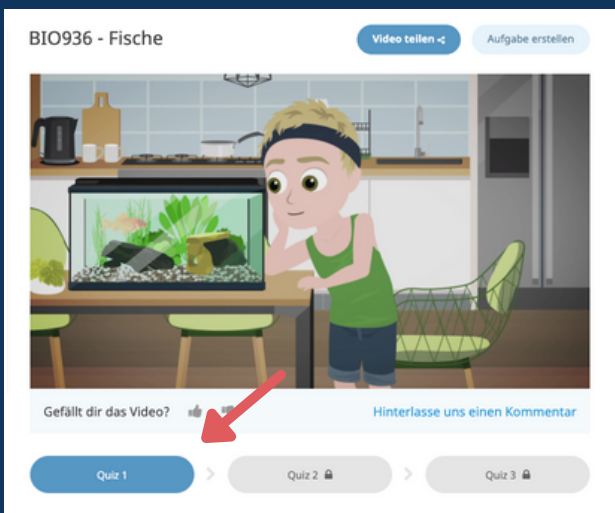 BIO936 - Fische
Video teilen
Aufgabe erstellen
Gefällt dir das Video?
Hinterlasse uns einen Kommentar
Quiz 1
Quiz 2
Quiz 3